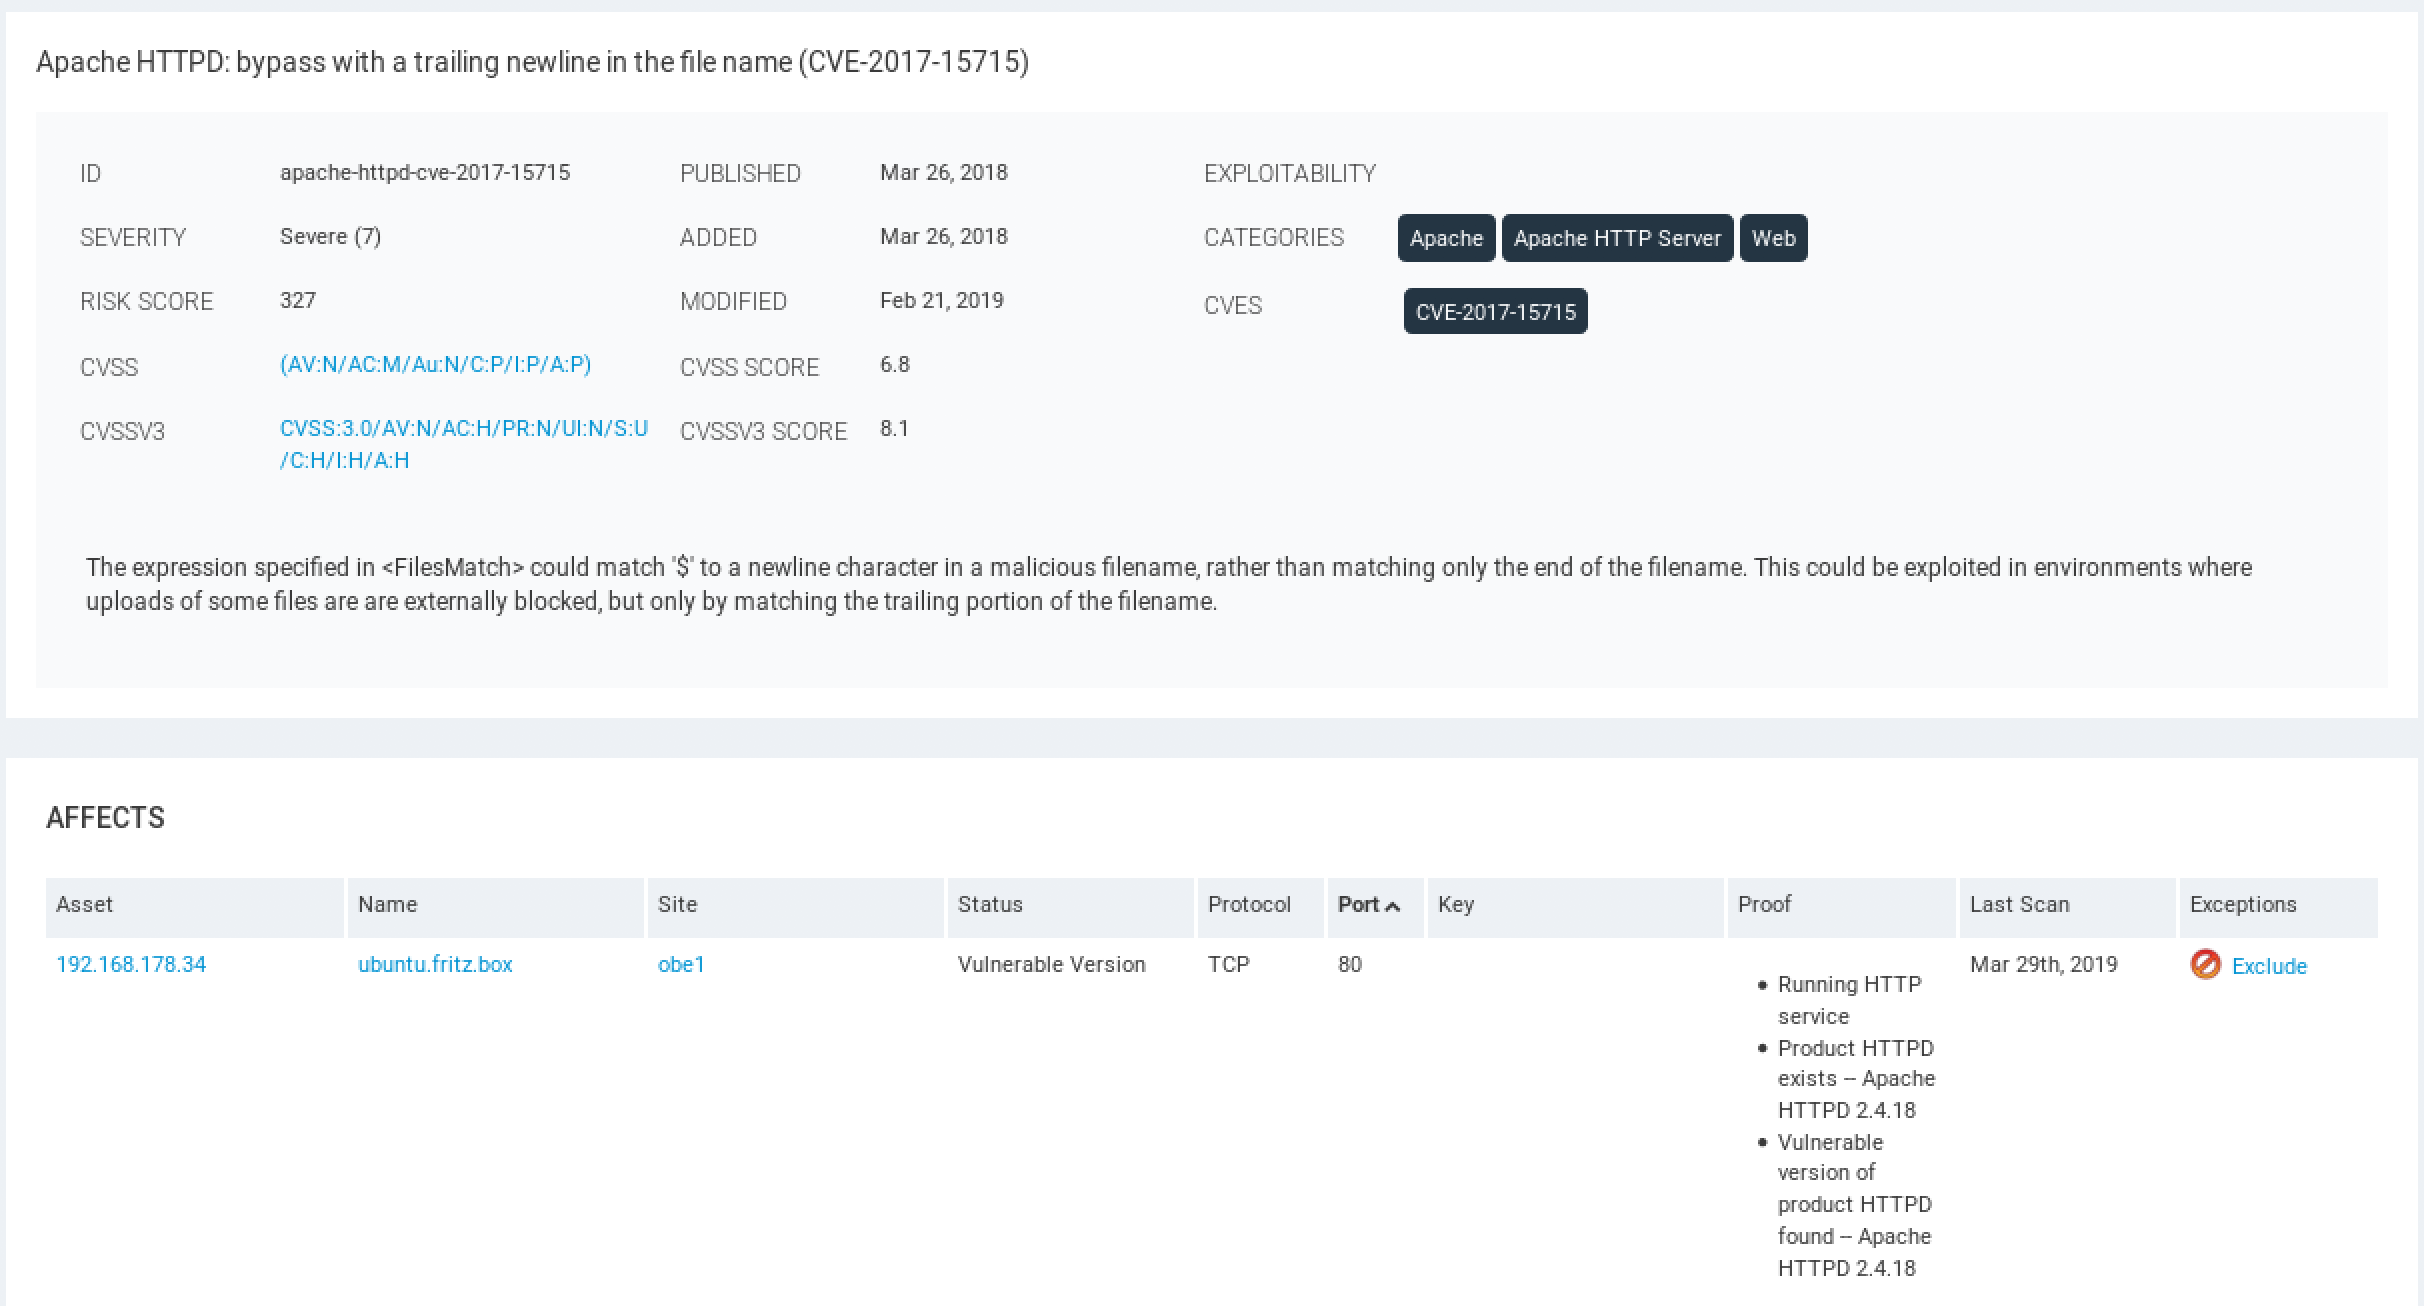 Apache HTTPD: bypass with a trailing newline in the file name (CVE-2017-15715)
ID apache-httpd-cve-2017-15715 PUBLISHED Mar 26, 2018 EXPLOITABILITY
SEVERITY Severe (7) ADDED Mar 26, 2018 CATEGORIES Apache Apache HTTP Server Web
RISK SCORE 327 MODIFIED Feb 21, 2019 CVES CVE-2017-15715
CVSS (AV:N/AC:M/Au:N/C:P/I:P/A:P) CVSS SCORE 6.8
CVSSV3 CVSS:3.0/AV:N/AC:H/PR:N/UI:N/S:U CVSSV3 SCORE 8.1
/C:H/I:H/A:H
The expression specified in <FilesMatch> could match '$' to a newline character in a malicious filename, rather than matching only the end of the filename. This could be exploited in environments where
uploads of some files are are externally blocked, but only by matching the trailing portion of the filename.
AFFECTS
Asset Name Site Status Protocol Port Key Proof Last Scan Exceptions
192.168.178.34 ubuntu.fritz.box obe1 Vulnerable Version TCP 80 Mar 29th, 2019 Exclude
• Running HTTP
service
• Product HTTPD
exists – Apache
HTTPD 2.4.18
• Vulnerable
version of
product HTTPD
found – Apache
HTTPD 2.4.18